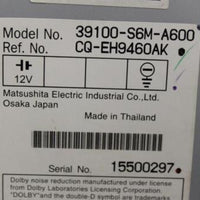 Model No. 39100-S6M-A600
Ref. No. CQ-EH9460AK
12V
Matsushita Electric Industrial Co., Ltd.
Osaka Japan
Made in
Serial No. 15500297
Dolby noise reduction manufactured under license from
Dolby Laboratories Licensing Corporation.
"DOLBY" and the double-D symbol are trademarks